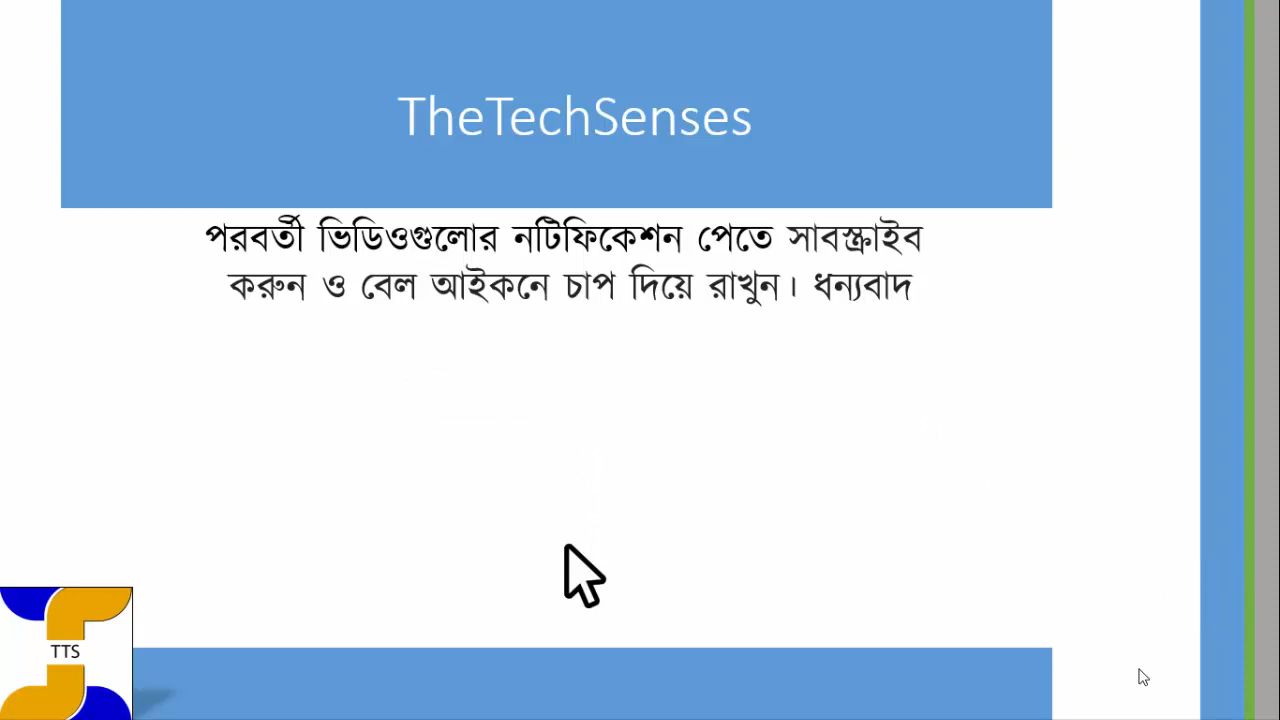 TheTechSenses
পরবর্তী ভিডিওগুলোর নটিফিকেশন পেতে সাবস্ক্রাইব
করুন ও বেল আইকনে চাপ দিয়ে রাখুন। ধন্যবাদ
TTS